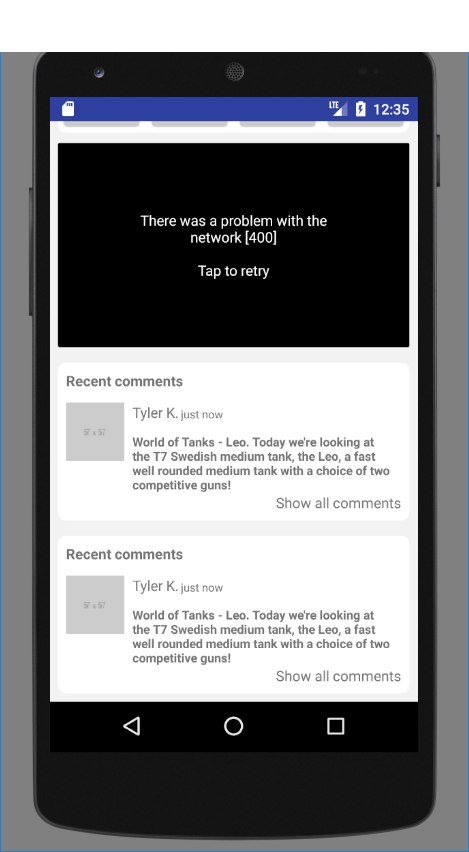 LTE 12:35
There was a problem with the
network [400]
Tap to retry
Recent comments
Tyler K. just now
57 x 57
World of Tanks - Leo. Today we're looking at
the T7 Swedish medium tank, the Leo, a fast
well rounded medium tank with a choice of two
competitive guns!
Show all comments
Recent comments
Tyler K. just now
57 x 57
World of Tanks - Leo. Today we're looking at
the T7 Swedish medium tank, the Leo, a fast
well rounded medium tank with a choice of two
competitive guns!
Show all comments